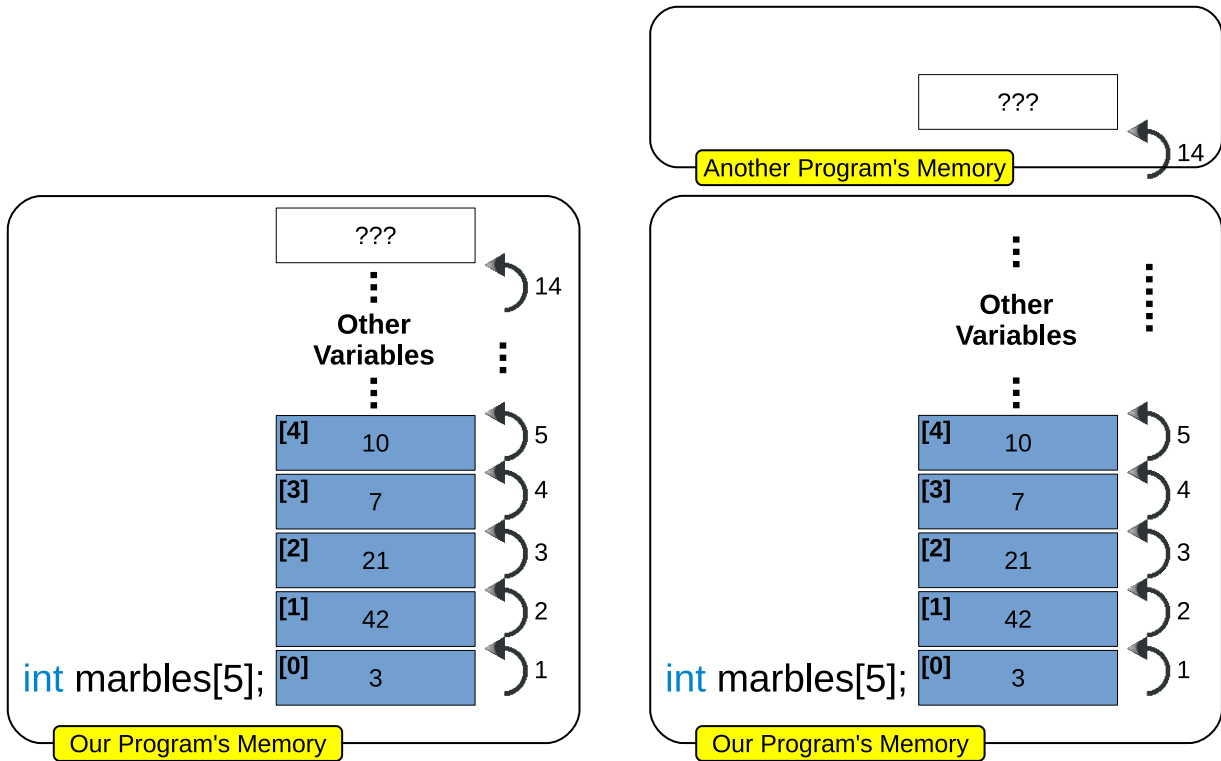 ???
14
Other
Variables
[4] 10
5
[3] 7
4
[2] 21
3
[1] 42
2
int marbles[5]; [0] 3
1
Our Program's Memory
???
14
Another Program's Memory
Other
Variables
[4] 10
5
[3] 7
4
[2] 21
3
[1] 42
2
int marbles[5]; [0] 3
1
Our Program's Memory